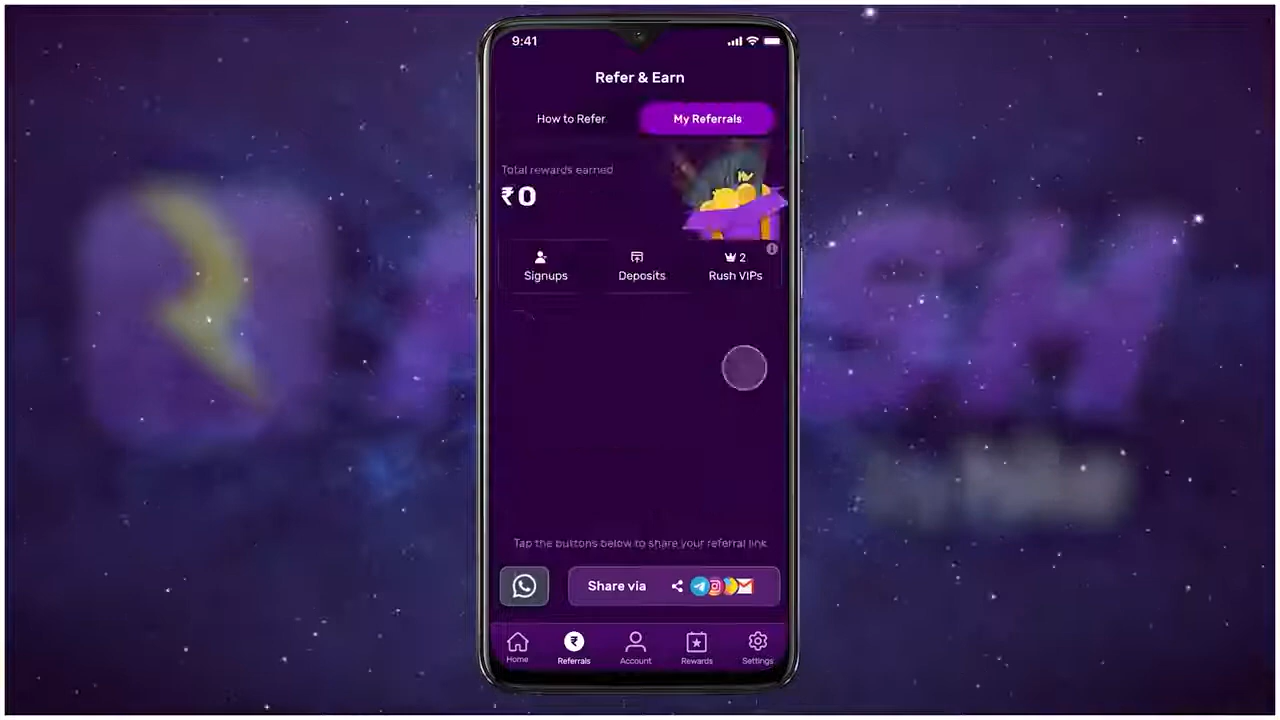 9:41
Refer & Earn
How to Refer
My Referrals
Total rewards earned
₹0
2
Signups
Deposits
Rush VIPs
Tap the buttons below to share your referral link
Share via
Home
Referrals
Account
Rewards
Settings